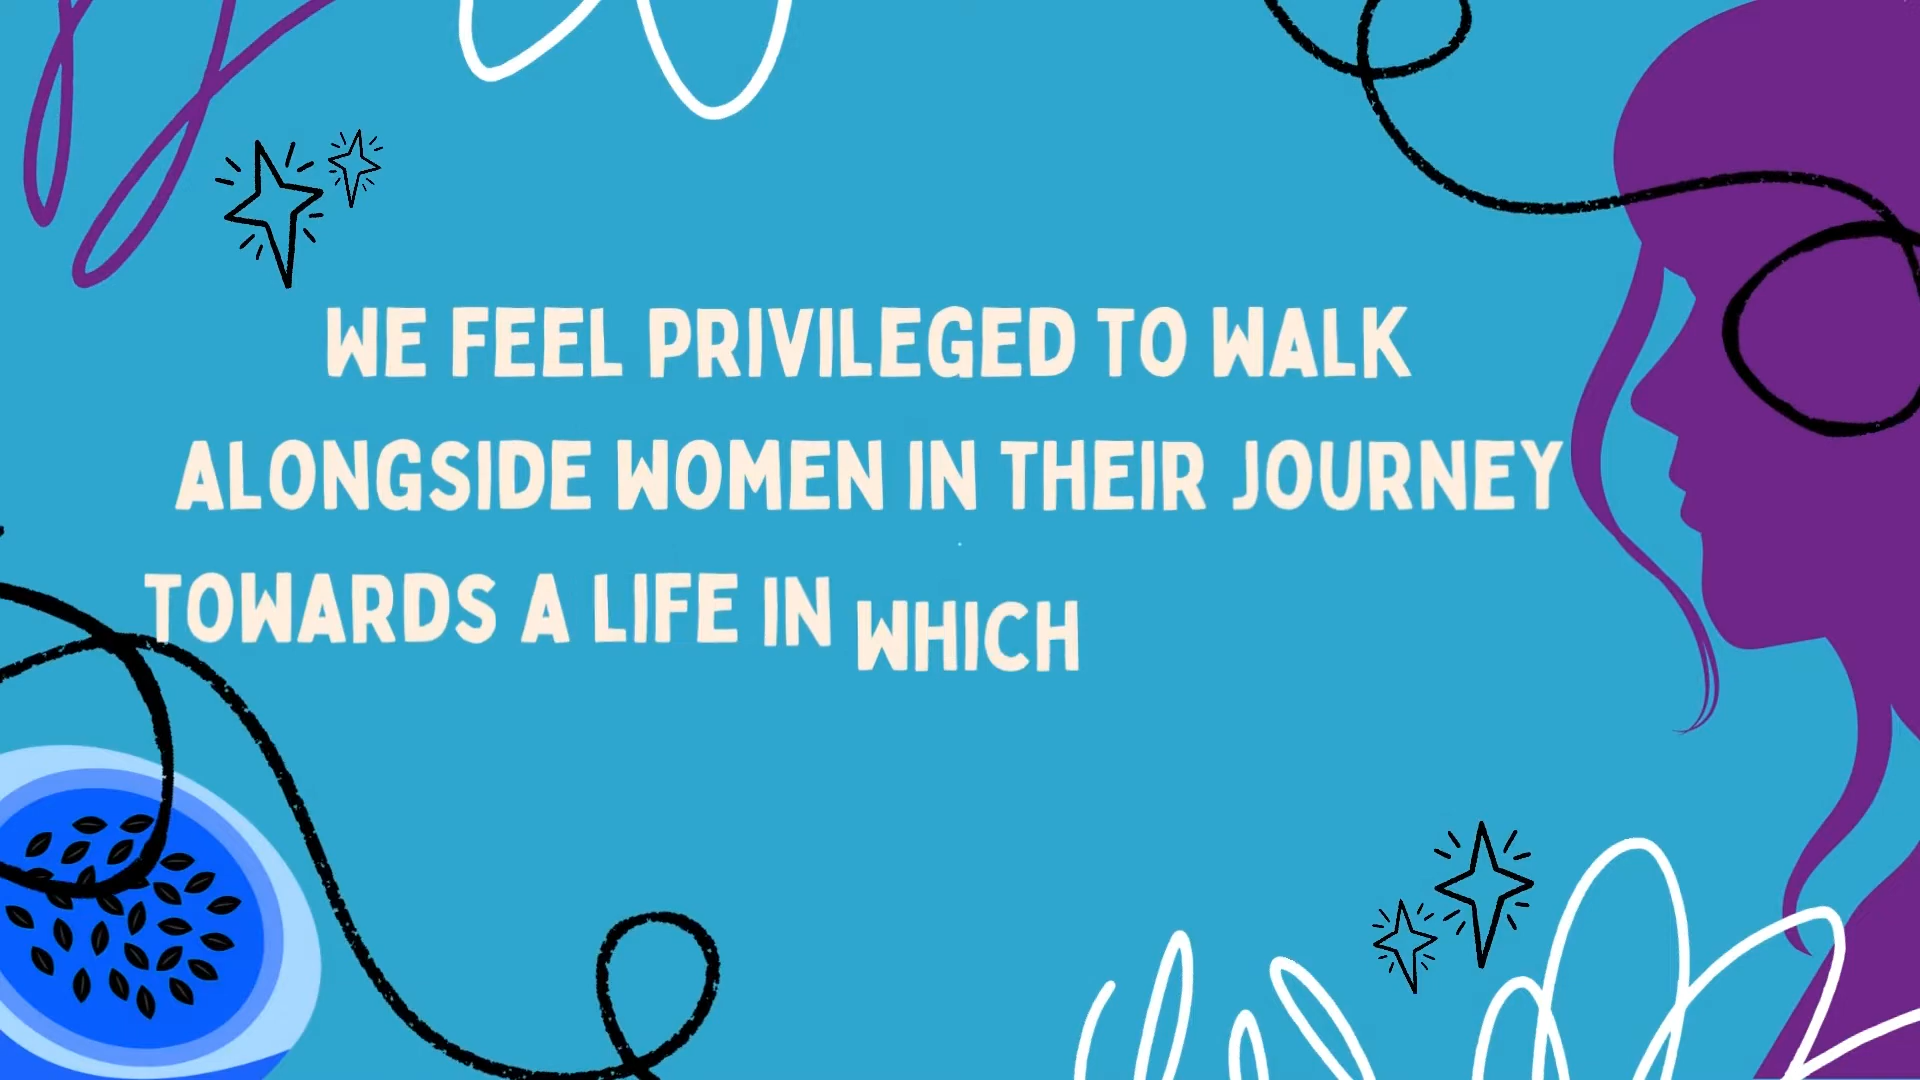 WE FEEL PRIVILEGED TO WALK
ALONGSIDE WOMEN IN THEIR JOURNEY
TOWARDS A LIFE IN WHICH